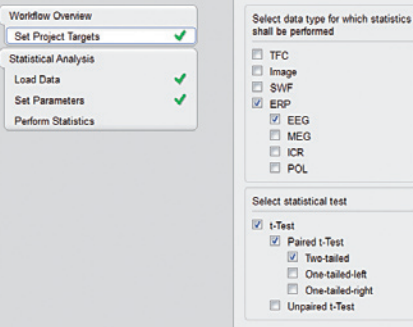 Workflow Overview
Set Project Targets
Statistical Analysis
Load Data
Set Parameters
Perform Statistics
Select data type for which statistics
shall be performed
TFC
Image
SWF
ERP
EEG
MEG
ICR
POL
Select statistical test
t-Test
Paired t-Test
Two-tailed
One-tailed-left
One-tailed-right
Unpaired t-Test